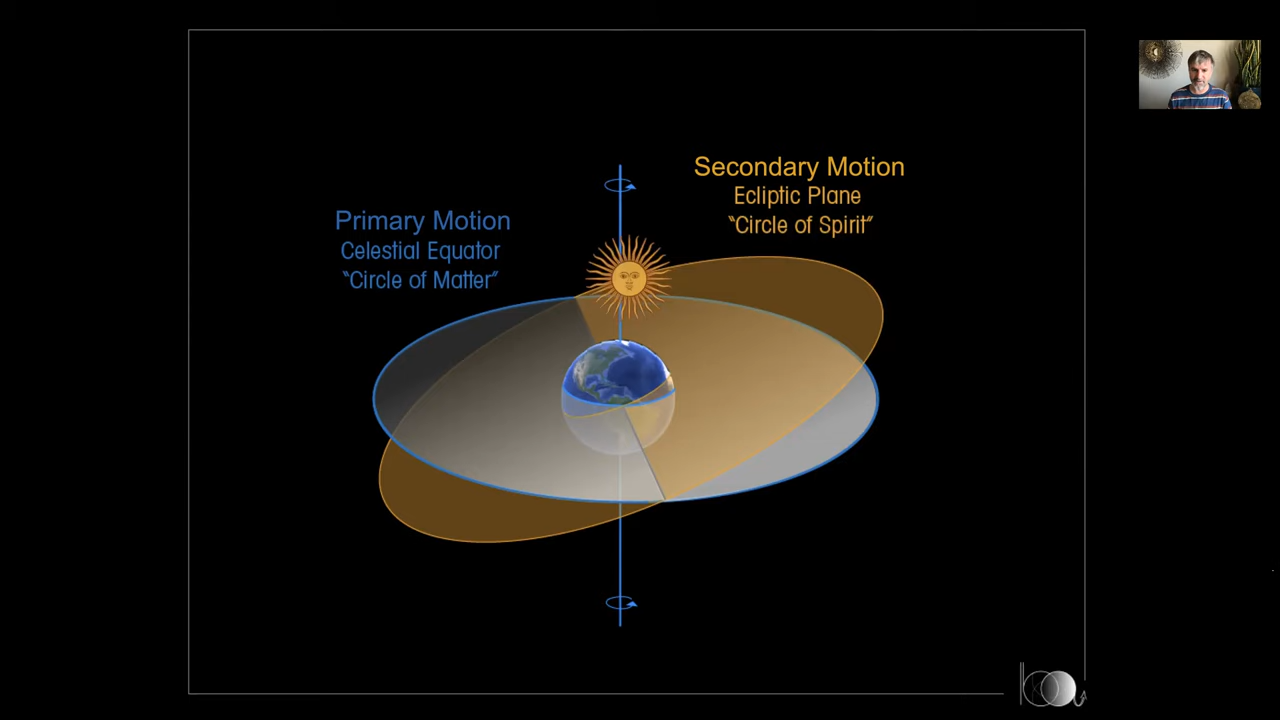 Secondary Motion
Ecliptic Plane
“Circle of Spirit”
Primary Motion
Celestial Equator
“Circle of Matter”